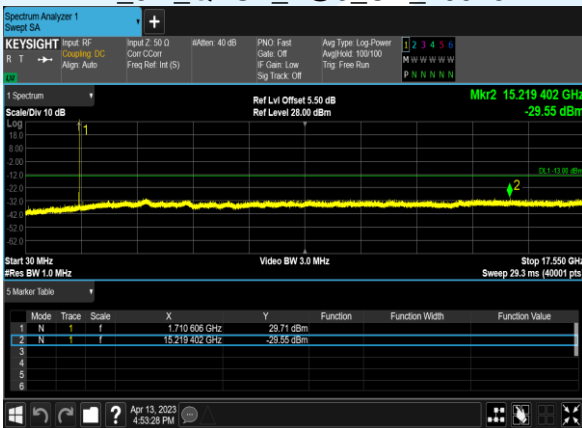 Spectrum Analyzer 1
Swept SA
KEYSIGHT Input: RF Input Z: 50 Ω #Atten: 40 dB PNO: Fast Avg Type: Log-Power 1 2 3 4 5 6
R T Coupling: DC Corr CCorr Gate: Off Avg|Hold: 100/100 M W W W W W
Align: Auto Freq Ref: Int (S) IF Gain: Low Trig: Free Run
LW Sig Track: Off P N N N N N
1 Spectrum
Ref Lvl Offset 5.50 dB Mkr2 15.219 402 GHz
Scale/Div 10 dB Ref Level 28.00 dBm -29.55 dBm
Log
18.0 1
8.00
-2.00
-12.0 DL1 -13.00 dBm
-22.0 2
-32.0
-42.0
-52.0
-62.0
Start 30 MHz Video BW 3.0 MHz Stop 17.550 GHz
#Res BW 1.0 MHz Sweep 29.3 ms (40001 pts
5 Marker Table
Mode Trace Scale X Y Function Function Width Function Value
1 N 1 f 1.710 606 GHz 29.71 dBm
2 N 1 f 15.219 402 GHz -29.55 dBm
3
4
5
6
? Apr 13, 2023
4:53:28 PM